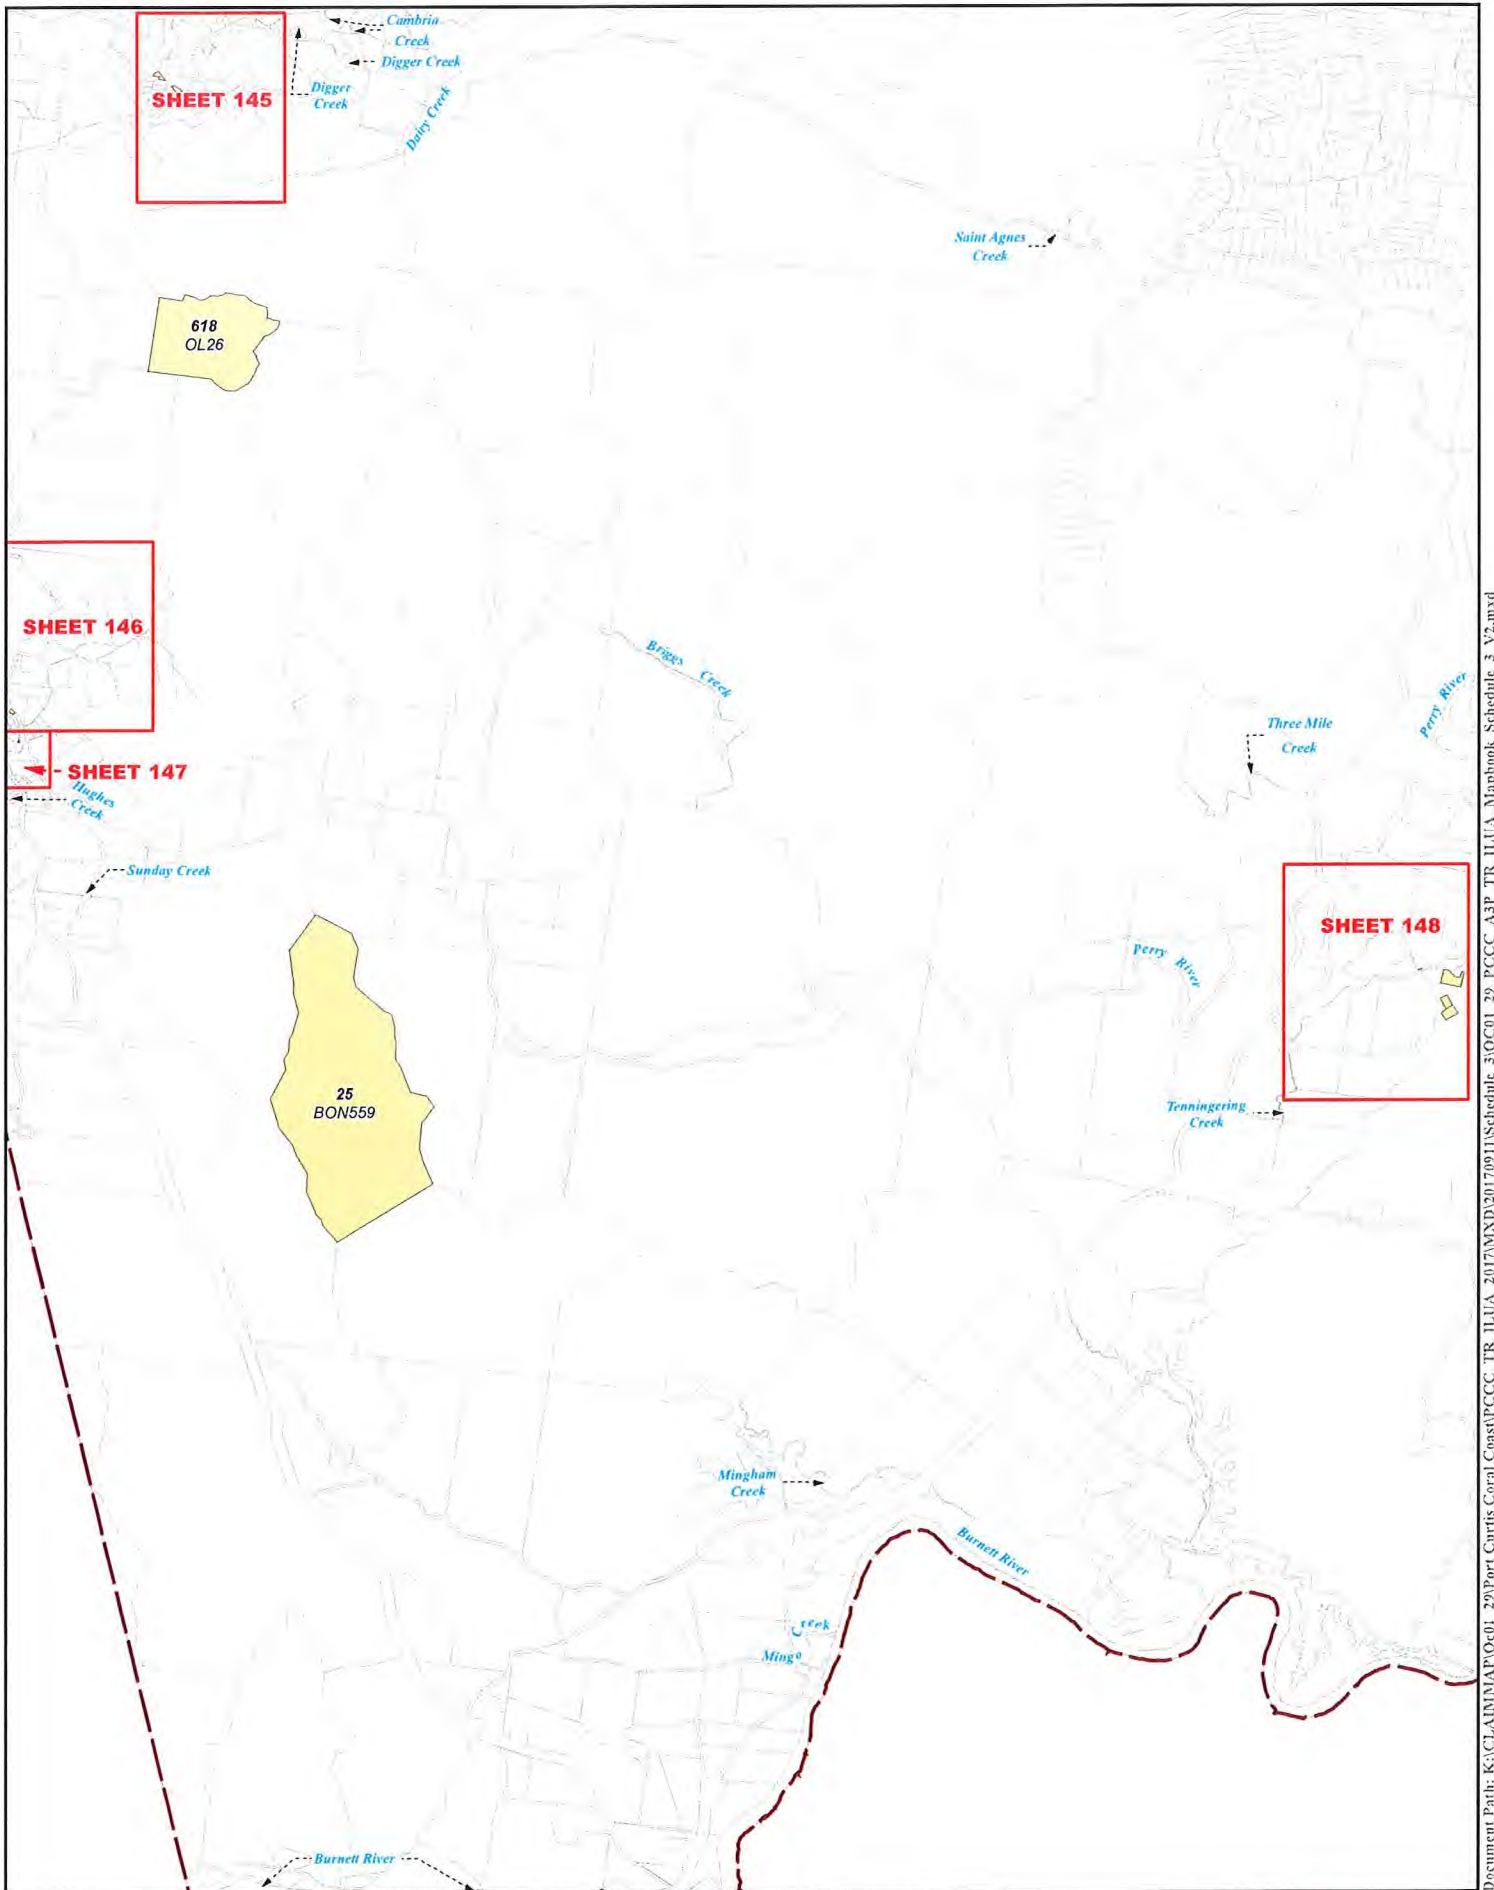 Cambria
Creek
Digger Creek
SHEET 145
Digger
Creek
Dairy Creek
Saint Agnes
Creek
618
OL26
SHEET 146
Briggs Creek
Perry River
Three Mile
Creek
SHEET 147
Hughes
Creek
Sunday Creek
SHEET 148
Perry River
25
BON559
Tenningering
Creek
Mingham
Creek
Burnett River
Mingo Creek
Burnett River
Document Path: K:\CLAIMMAP\Oc01_29\Port Curtis Coral Coast\PCCC_TR_ILUA_2017\MXD\20170911\Schedule_3\OC01_29_PCCC_A3P_TR_ILUA_Mapbook_Schedule_3_V2.mxd